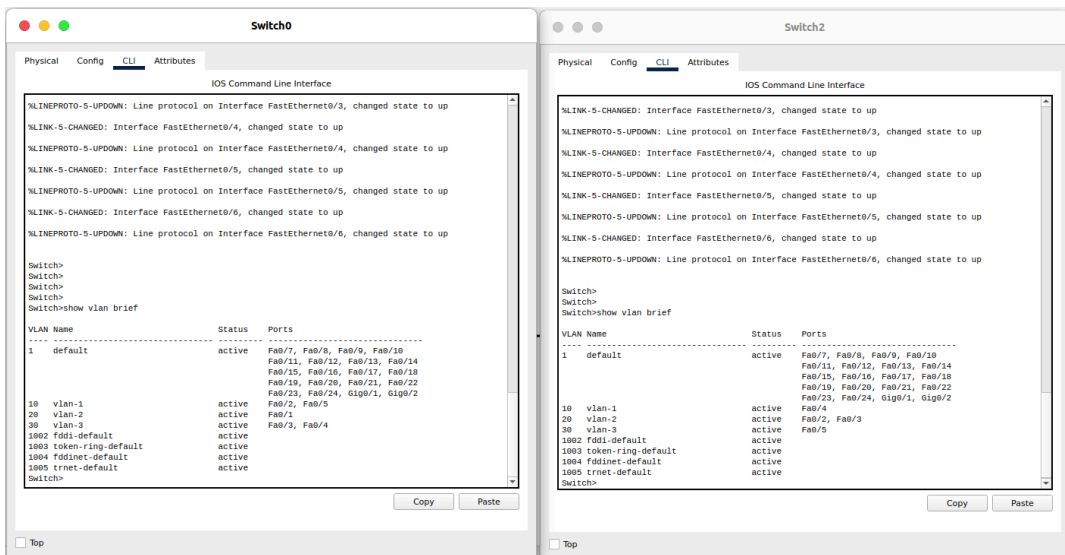 Switch0
Physical Config CLI Attributes
IOS Command Line Interface
%LINEPROTO-5-UPDOWN: Line protocol on Interface FastEthernet0/3, changed state to up
%LINK-5-CHANGED: Interface FastEthernet0/4, changed state to up
%LINEPROTO-5-UPDOWN: Line protocol on Interface FastEthernet0/4, changed state to up
%LINK-5-CHANGED: Interface FastEthernet0/5, changed state to up
%LINEPROTO-5-UPDOWN: Line protocol on Interface FastEthernet0/5, changed state to up
%LINK-5-CHANGED: Interface FastEthernet0/6, changed state to up
%LINEPROTO-5-UPDOWN: Line protocol on Interface FastEthernet0/6, changed state to up
Switch>
Switch>
Switch>
Switch>
Switch>show vlan brief
VLAN Name Status Ports
---- -------------------------------- --------- -------------------------------
1 default active Fa0/7, Fa0/8, Fa0/9, Fa0/10
Fa0/11, Fa0/12, Fa0/13, Fa0/14
Fa0/15, Fa0/16, Fa0/17, Fa0/18
Fa0/19, Fa0/20, Fa0/21, Fa0/22
Fa0/23, Fa0/24, Gig0/1, Gig0/2
10 vlan-1 active Fa0/2, Fa0/5
20 vlan-2 active Fa0/1
30 vlan-3 active Fa0/3, Fa0/4
1002 fddi-default active
1003 token-ring-default active
1004 fddinet-default active
1005 trnet-default active
Switch>
Copy Paste
Top
Switch2
Physical Config CLI Attributes
IOS Command Line Interface
%LINK-5-CHANGED: Interface FastEthernet0/3, changed state to up
%LINEPROTO-5-UPDOWN: Line protocol on Interface FastEthernet0/3, changed state to up
%LINK-5-CHANGED: Interface FastEthernet0/4, changed state to up
%LINEPROTO-5-UPDOWN: Line protocol on Interface FastEthernet0/4, changed state to up
%LINK-5-CHANGED: Interface FastEthernet0/5, changed state to up
%LINEPROTO-5-UPDOWN: Line protocol on Interface FastEthernet0/5, changed state to up
%LINK-5-CHANGED: Interface FastEthernet0/6, changed state to up
%LINEPROTO-5-UPDOWN: Line protocol on Interface FastEthernet0/6, changed state to up
Switch>
Switch>
Switch>show vlan brief
VLAN Name Status Ports
---- -------------------------------- --------- -------------------------------
1 default active Fa0/7, Fa0/8, Fa0/9, Fa0/10
Fa0/11, Fa0/12, Fa0/13, Fa0/14
Fa0/15, Fa0/16, Fa0/17, Fa0/18
Fa0/19, Fa0/20, Fa0/21, Fa0/22
Fa0/23, Fa0/24, Gig0/1, Gig0/2
10 vlan-1 active Fa0/4
20 vlan-2 active Fa0/2, Fa0/3
30 vlan-3 active Fa0/5
1002 fddi-default active
1003 token-ring-default active
1004 fddinet-default active
1005 trnet-default active
Switch>
Copy Paste
Top